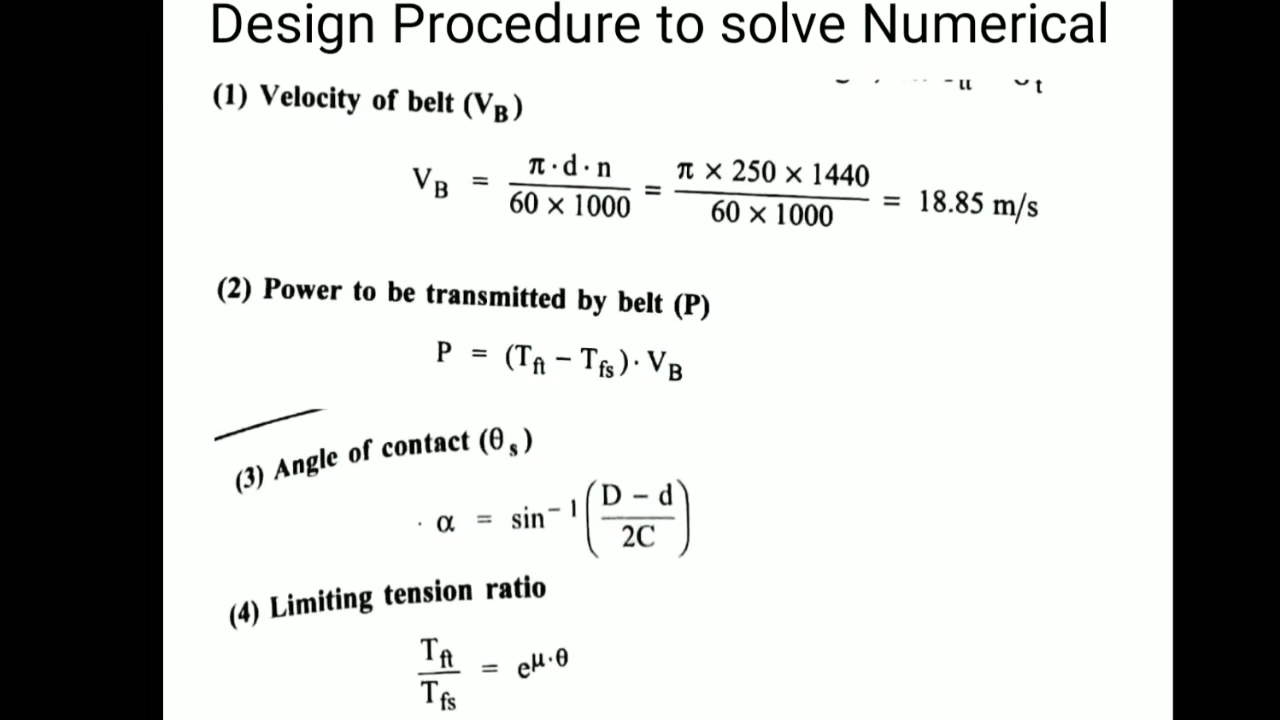 Design Procedure to solve Numerical
(1) Velocity of belt (V_B)
V_B = π · d · n / 60 × 1000 = π × 250 × 1440 / 60 × 1000 = 18.85 m/s
(2) Power to be transmitted by belt (P)
P = (T_ft − T_fs) · V_B
(3) Angle of contact (θ_s)
α = sin⁻¹ (D − d / 2C)
(4) Limiting tension ratio
T_ft / T_fs = e^μ·θ